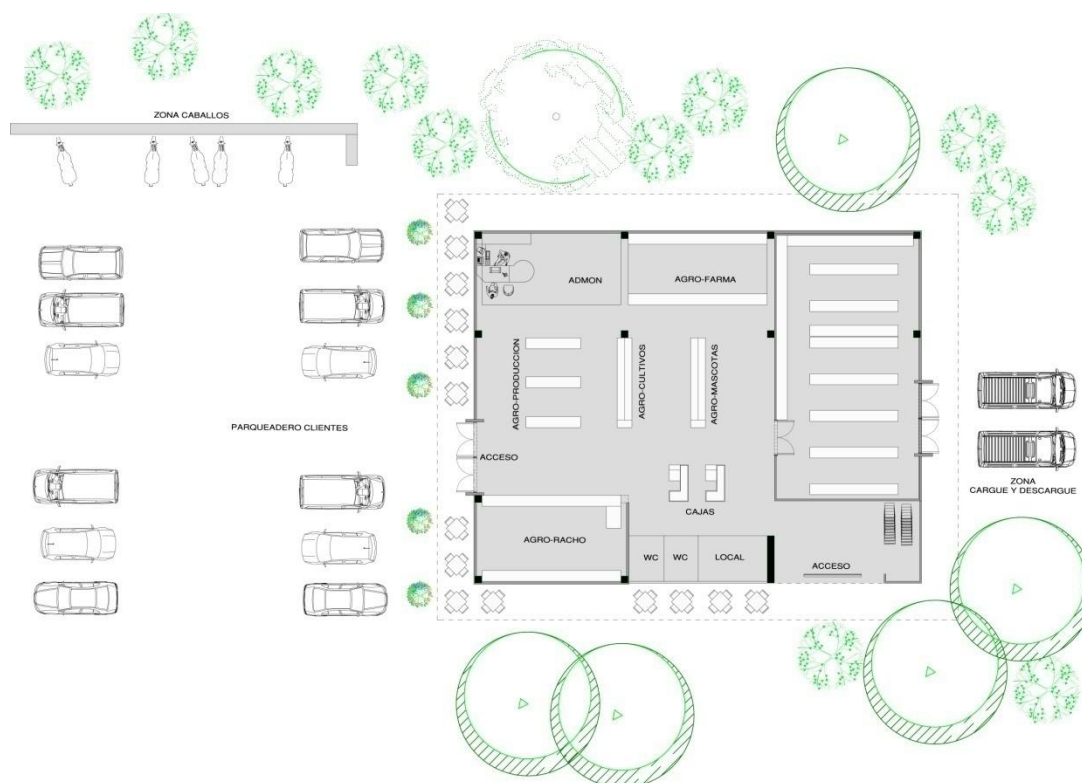 ZONA CABALLOS
ADMON
AGRO-FARMA
AGRO-PRODUCCION
AGRO-CULTIVOS
AGRO-MASCOTAS
PARQUEADERO CLIENTES
ACCESO
CAJAS
ZONA
CARGUE Y DESCARGUE
AGRO-RACHO
WC
WC
LOCAL
ACCESO